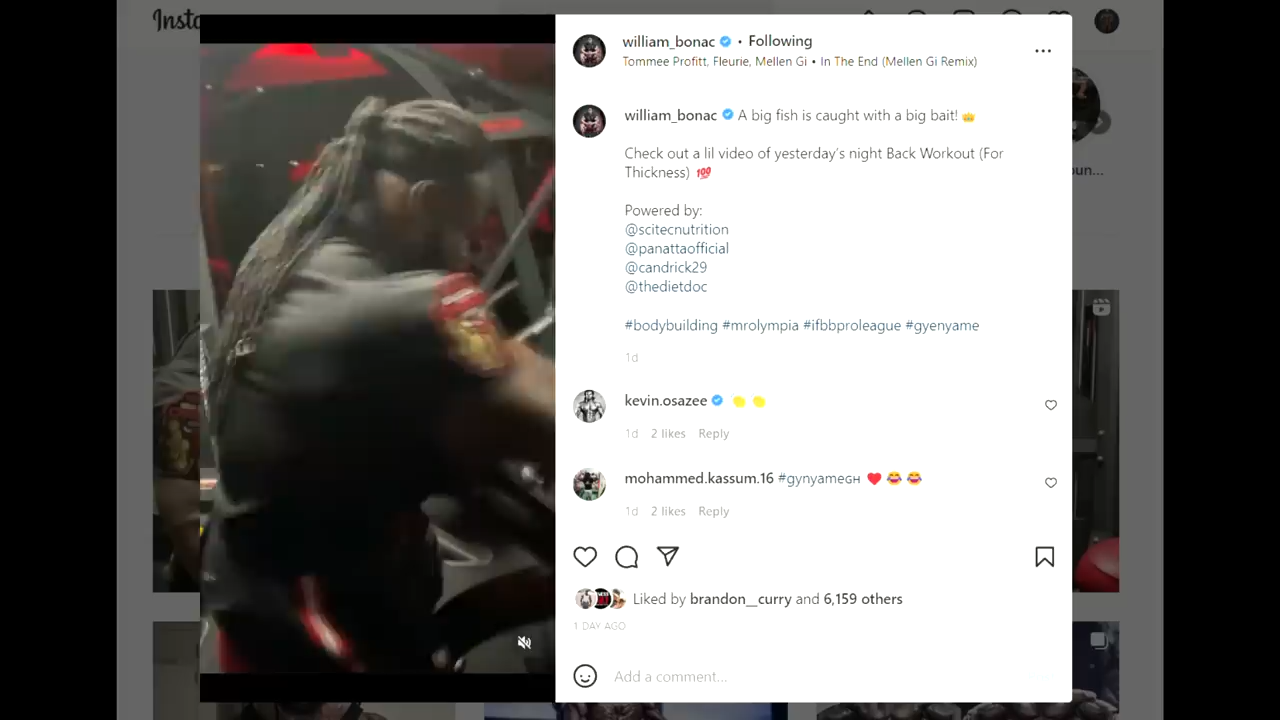 Insta
william_bonac • Following
Tommee Profitt, Fleurie, Mellen Gi • In The End (Mellen Gi Remix)
william_bonac A big fish is caught with a big bait! 👑
Check out a lil video of yesterday's night Back Workout (For
Thickness) 💯
Powered by:
@scitecnutrition
@panattaofficial
@candrick29
@thedietdoc
#bodybuilding #mrolympia #ifbbproleague #gyenyame
1d
kevin.osazee 👏 👏
1d 2 likes Reply
mohammed.kassum.16 #gynyameɢʜ ❤️ 😂 😂
1d 2 likes Reply
Liked by brandon__curry and 6,159 others
1 DAY AGO
Add a comment...
oun...